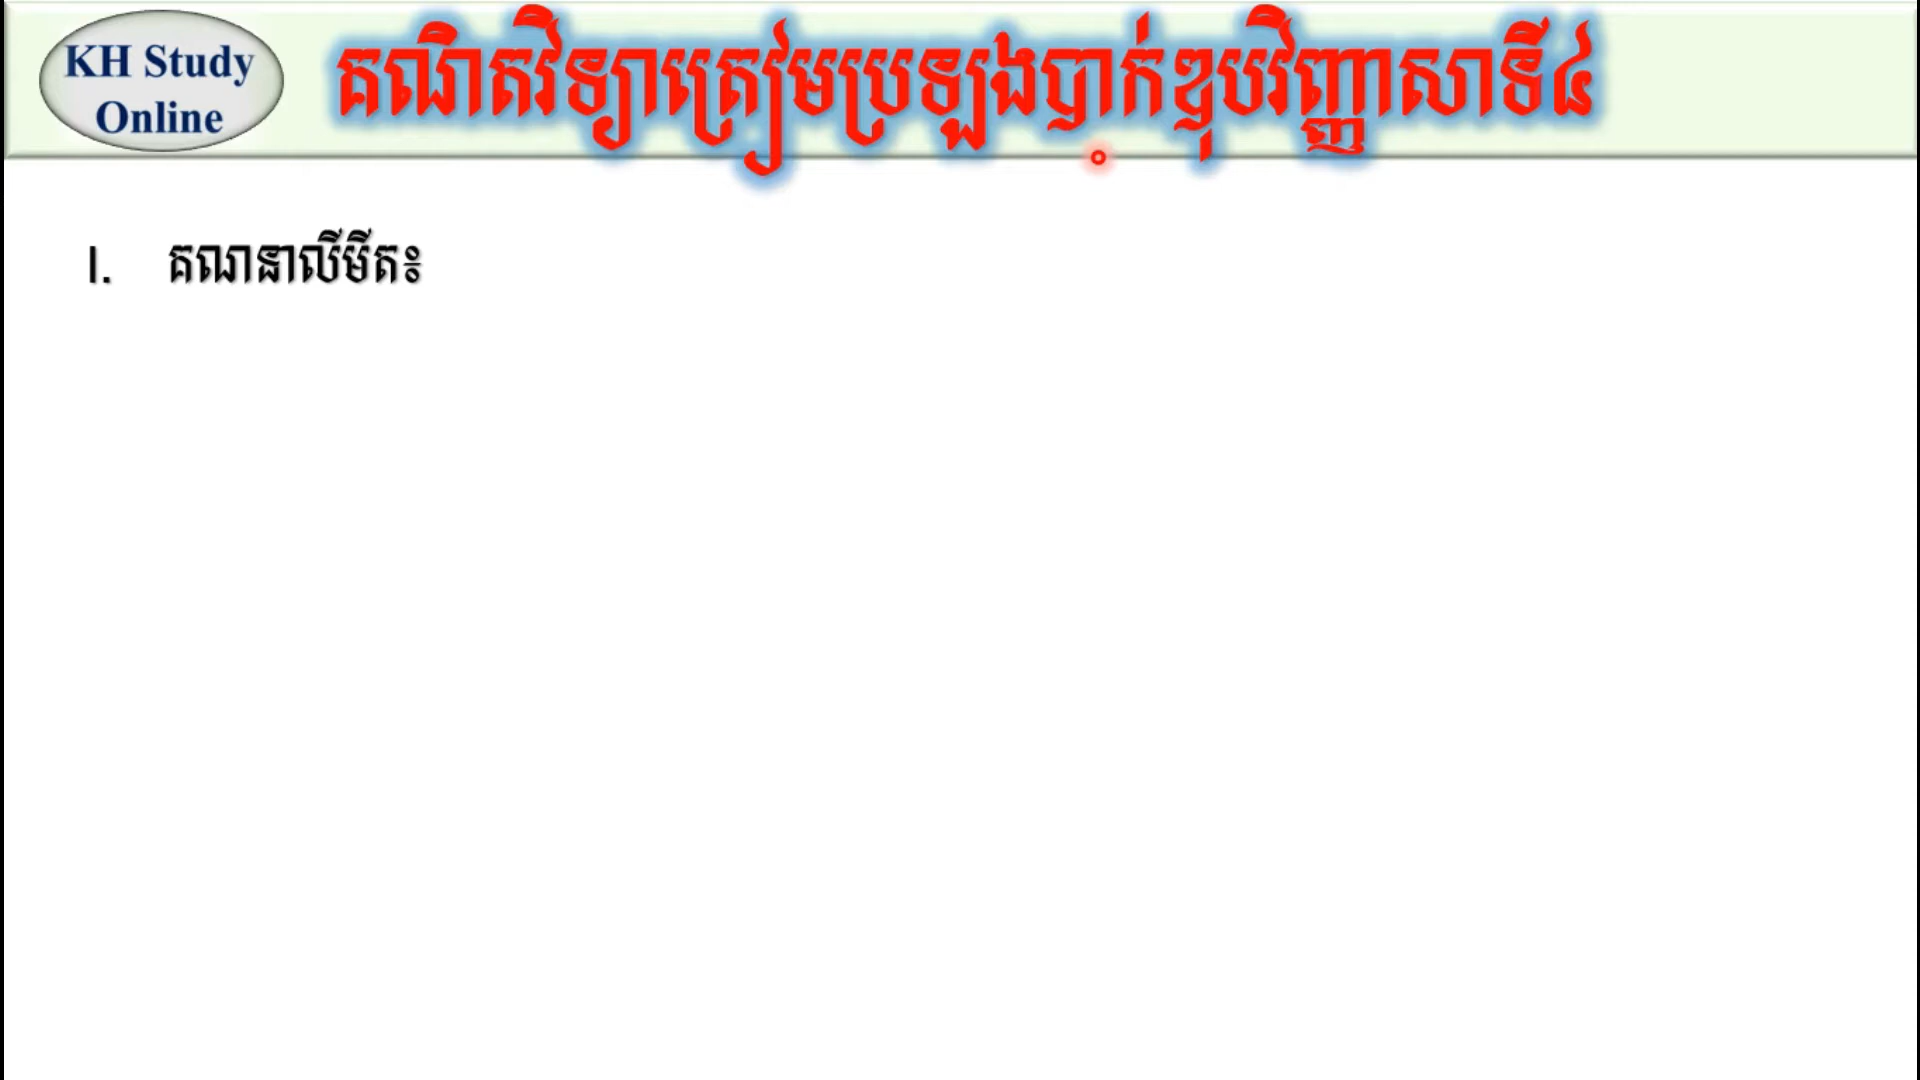 KH Study
Online
គណិតវិទ្យាត្រៀមប្រឡងបា្ក់ឌុបវិញ្ញាសាទី៤
I. គណនាលីមីត៖